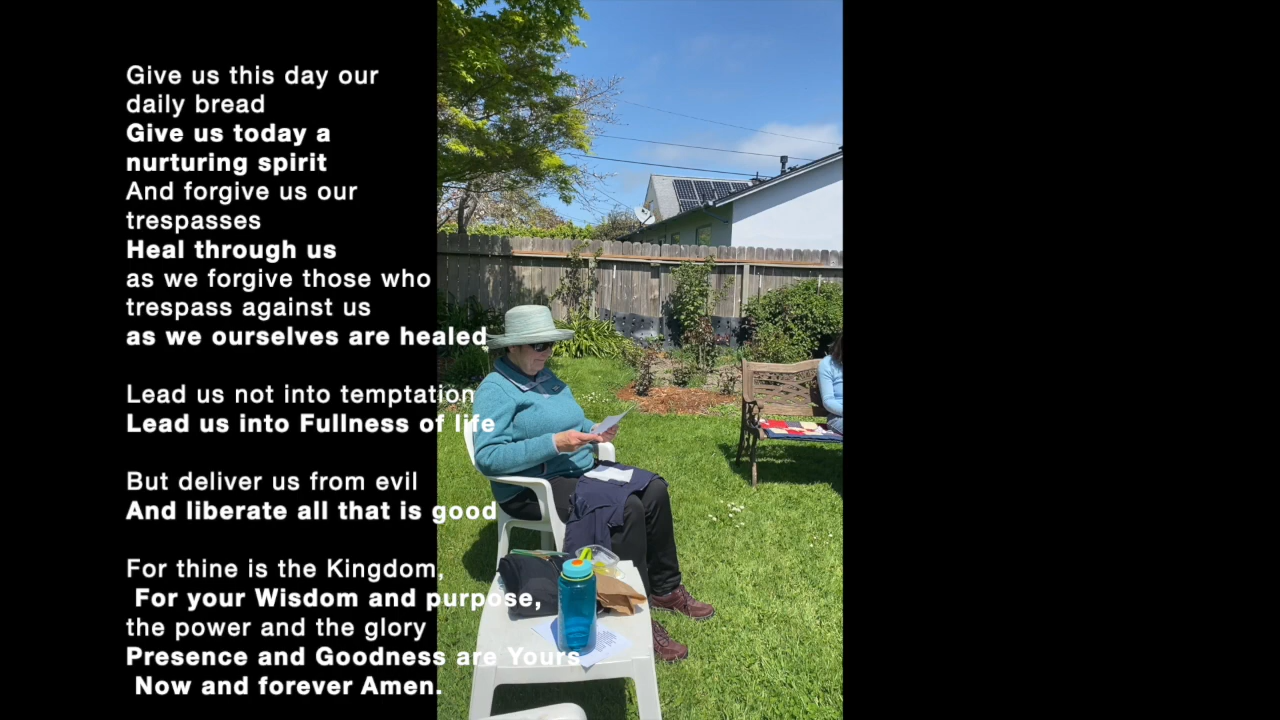 Give us this day our
daily bread
Give us today a
nurturing spirit
And forgive us our
trespasses
Heal through us
as we forgive those who
trespass against us
as we ourselves are healed
Lead us not into temptation
Lead us into Fullness of life
But deliver us from evil
And liberate all that is good
For thine is the Kingdom,
For your Wisdom and purpose,
the power and the glory
Presence and Goodness are Yours
Now and forever Amen.